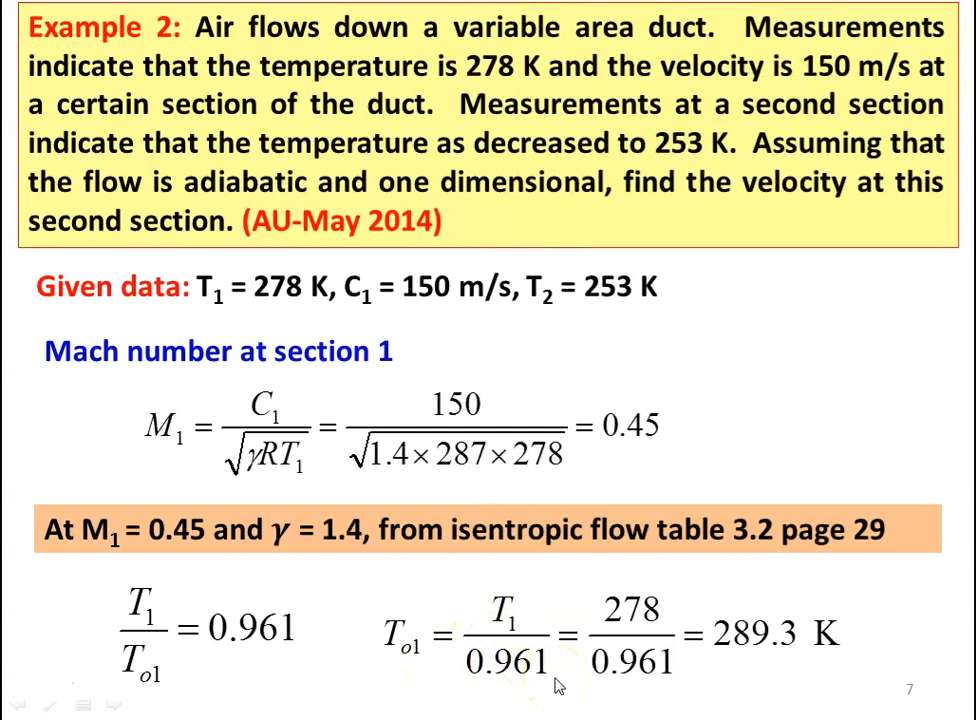 Example 2: Air flows down a variable area duct. Measurements
indicate that the temperature is 278 K and the velocity is 150 m/s at
a certain section of the duct. Measurements at a second section
indicate that the temperature as decreased to 253 K. Assuming that
the flow is adiabatic and one dimensional, find the velocity at this
second section. (AU-May 2014)
Given data: T₁ = 278 K, C₁ = 150 m/s, T₂ = 253 K
Mach number at section 1
M₁ = C₁ / √(γRT₁) = 150 / √(1.4 × 287 × 278) = 0.45
At M₁ = 0.45 and γ = 1.4, from isentropic flow table 3.2 page 29
T₁ / Tₒ₁ = 0.961
Tₒ₁ = T₁ / 0.961 = 278 / 0.961 = 289.3 K
7